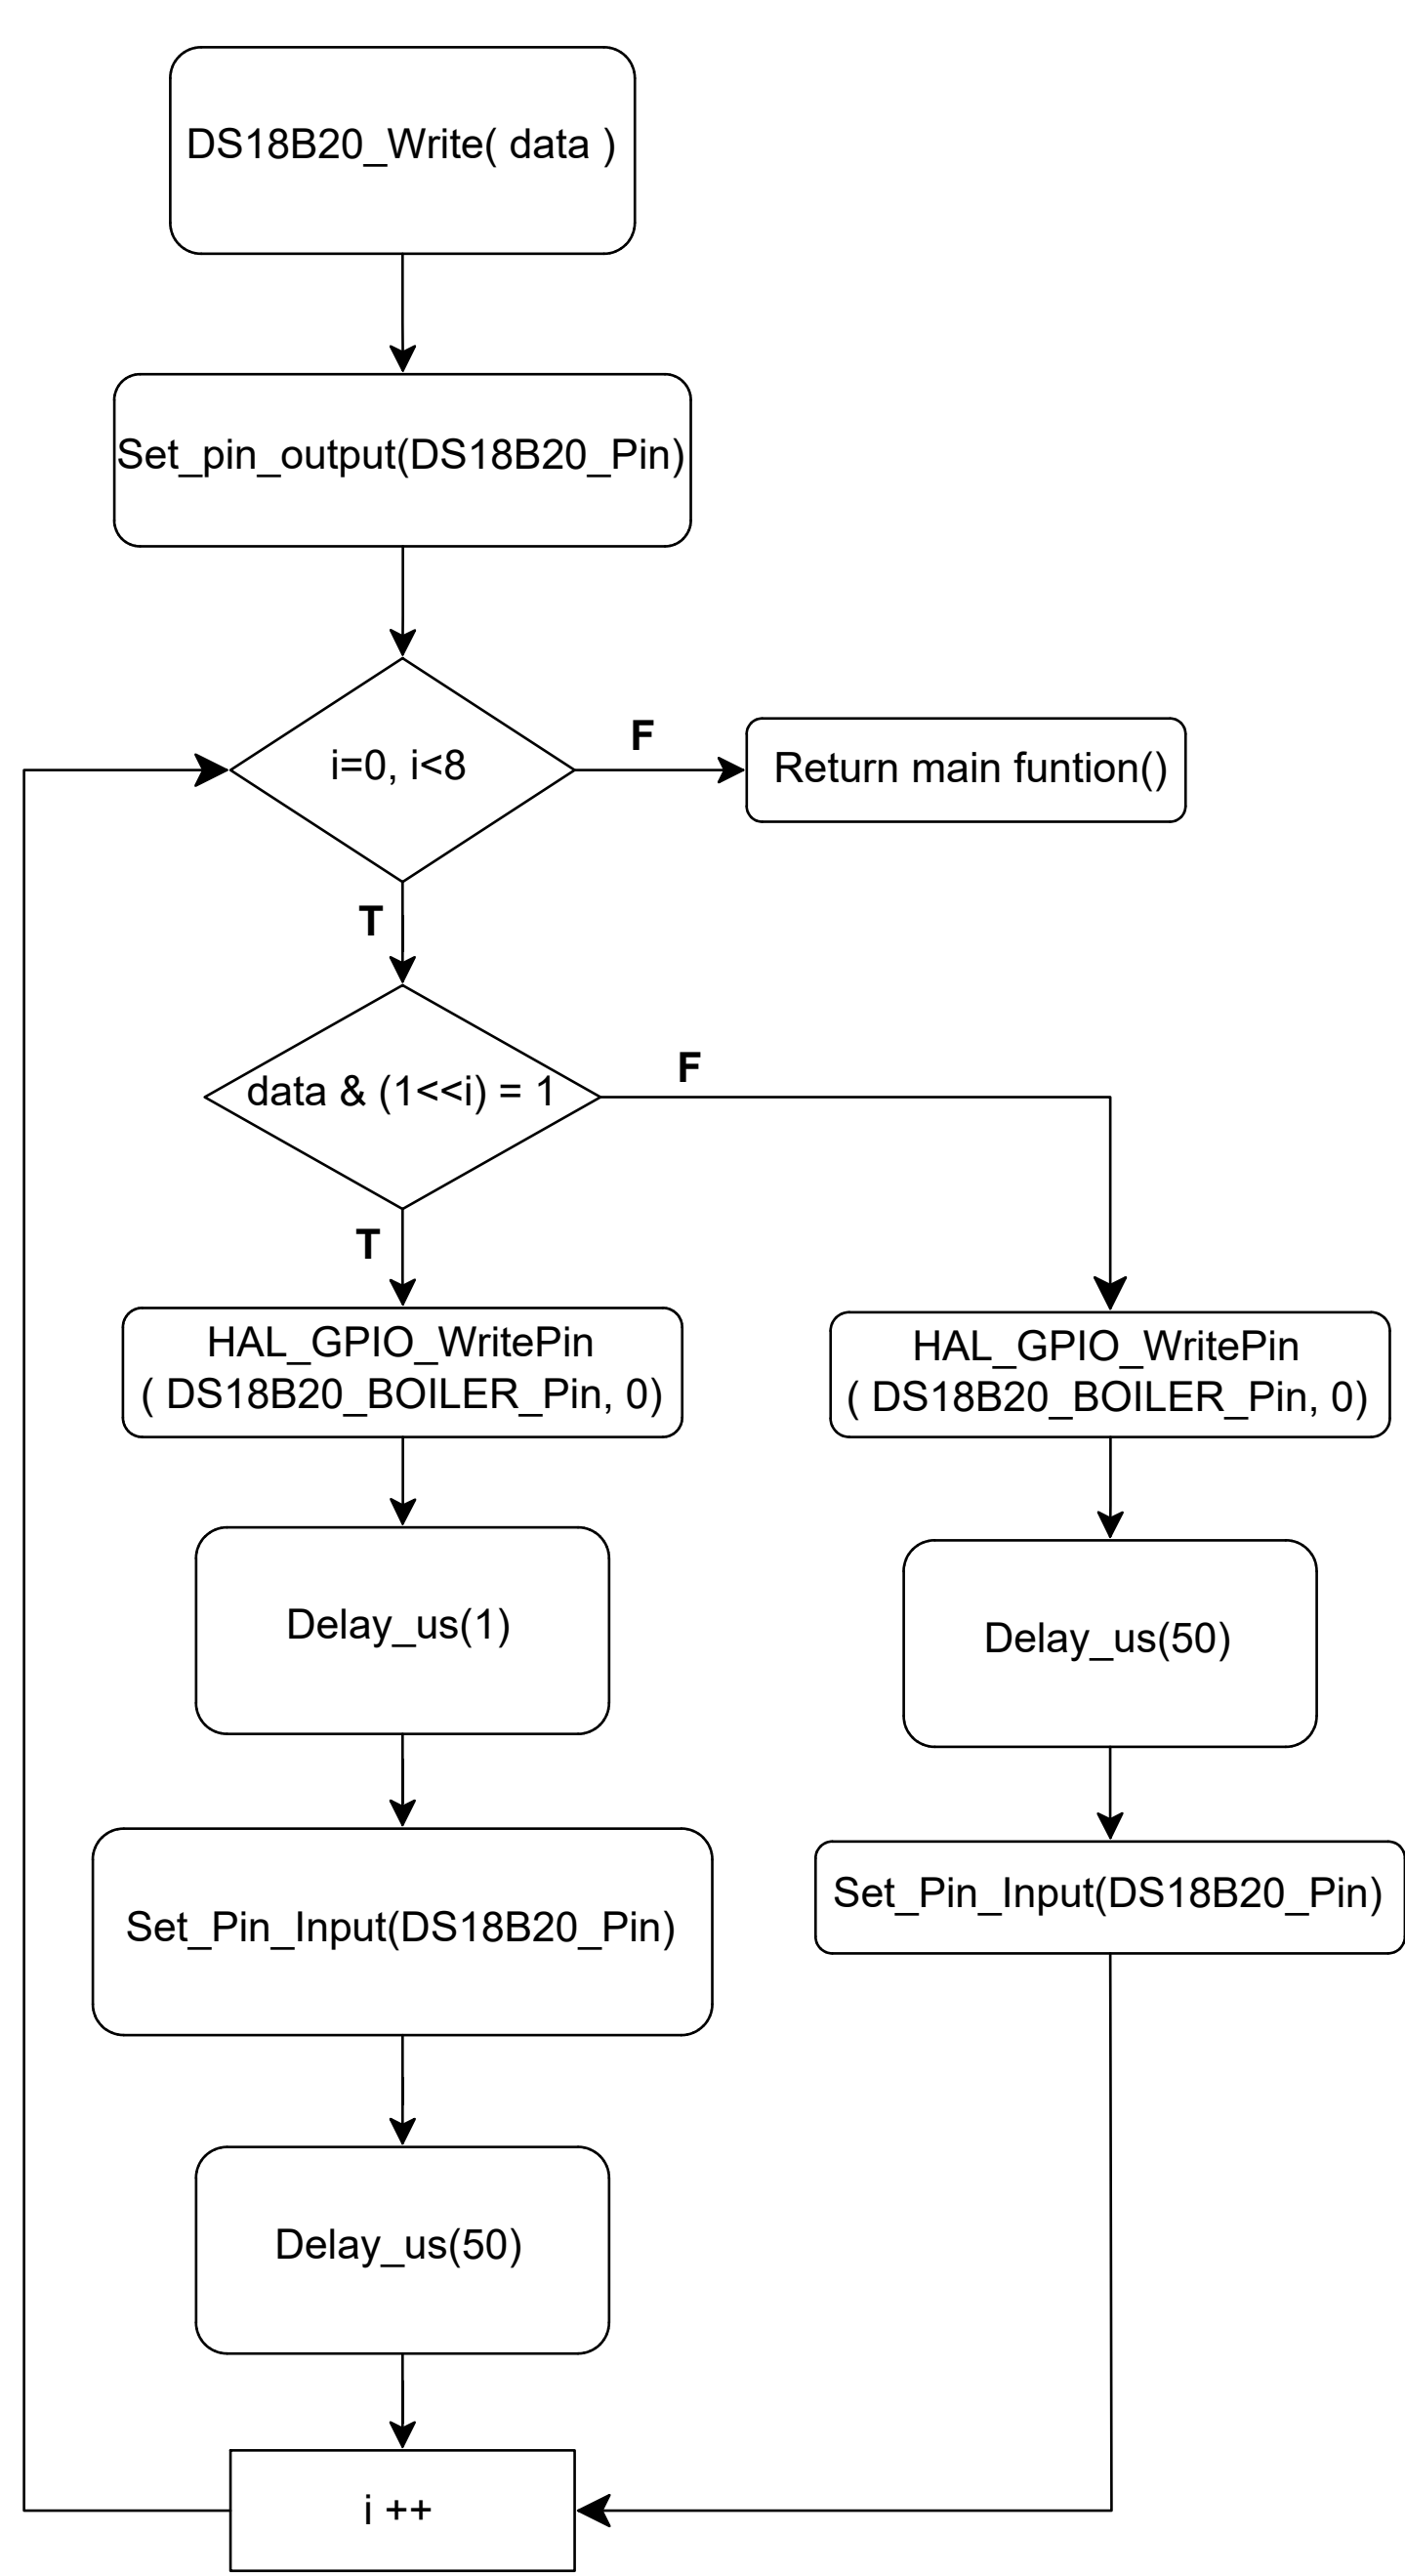 DS18B20_Write( data )
Set_pin_output(DS18B20_Pin)
i=0, i<8
F
Return main funtion()
T
data & (1<<i) = 1
F
T
HAL_GPIO_WritePin
( DS18B20_BOILER_Pin, 0)
HAL_GPIO_WritePin
( DS18B20_BOILER_Pin, 0)
Delay_us(1)
Delay_us(50)
Set_Pin_Input(DS18B20_Pin)
Set_Pin_Input(DS18B20_Pin)
Delay_us(50)
i ++